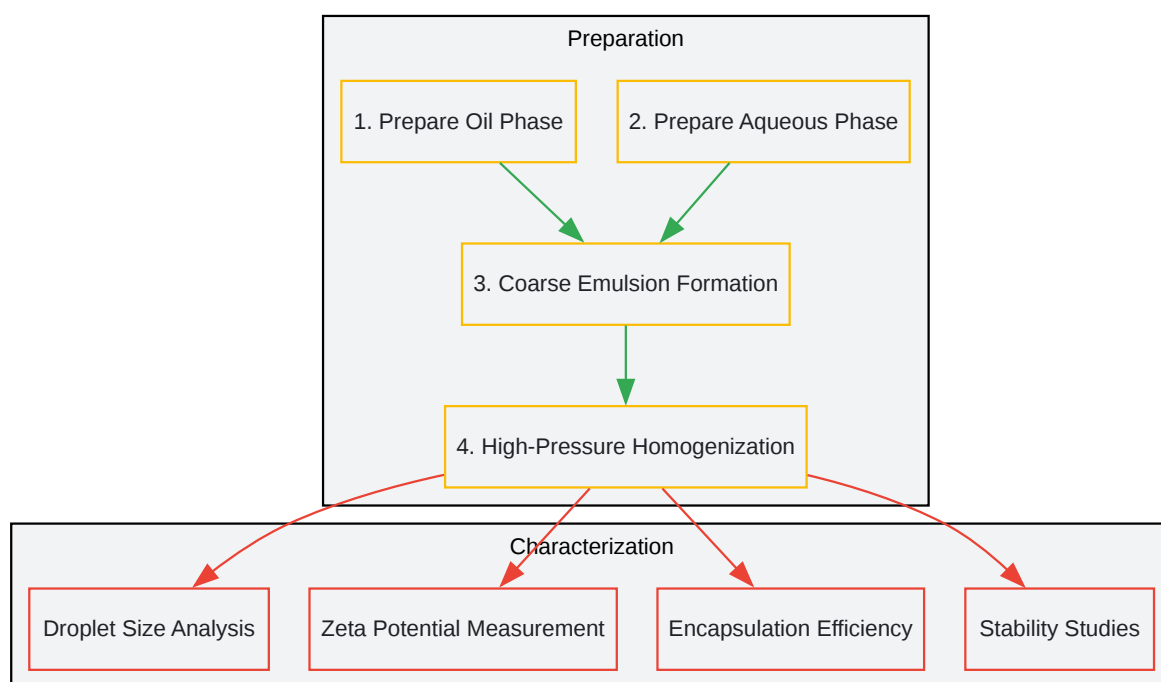 Preparation
1. Prepare Oil Phase
2. Prepare Aqueous Phase
3. Coarse Emulsion Formation
4. High-Pressure Homogenization
Characterization
Droplet Size Analysis
Zeta Potential Measurement
Encapsulation Efficiency
Stability Studies